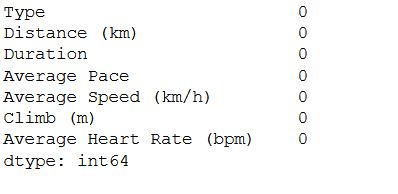 Type                          0
Distance (km)                 0
Duration                      0
Average Pace                  0
Average Speed (km/h)          0
Climb (m)                     0
Average Heart Rate (bpm)      0
dtype: int64